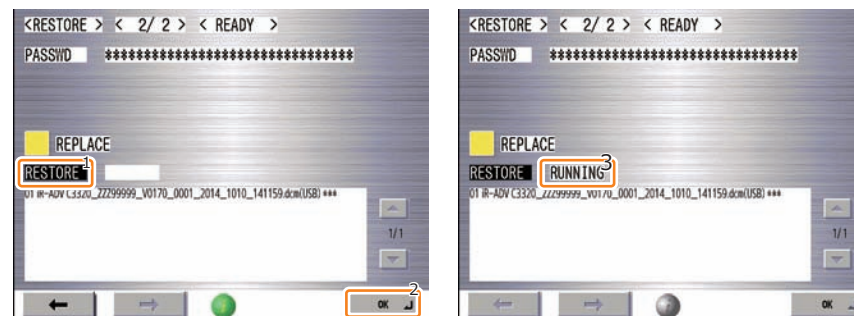 <RESTORE > < 2/ 2 > < READY >
PASSWD ********************************
REPLACE
RESTORE 1
01 iR-ADV C3320_ZZZ99999_V0170_0001_2014_1010_141159.dcm(USB) ***
1/1
OK 2
<RESTORE > < 2/ 2 > < READY >
PASSWD ********************************
REPLACE
RESTORE RUNNING 3
01 iR-ADV C3320_ZZZ99999_V0170_0001_2014_1010_141159.dcm(USB) ***
1/1
OK